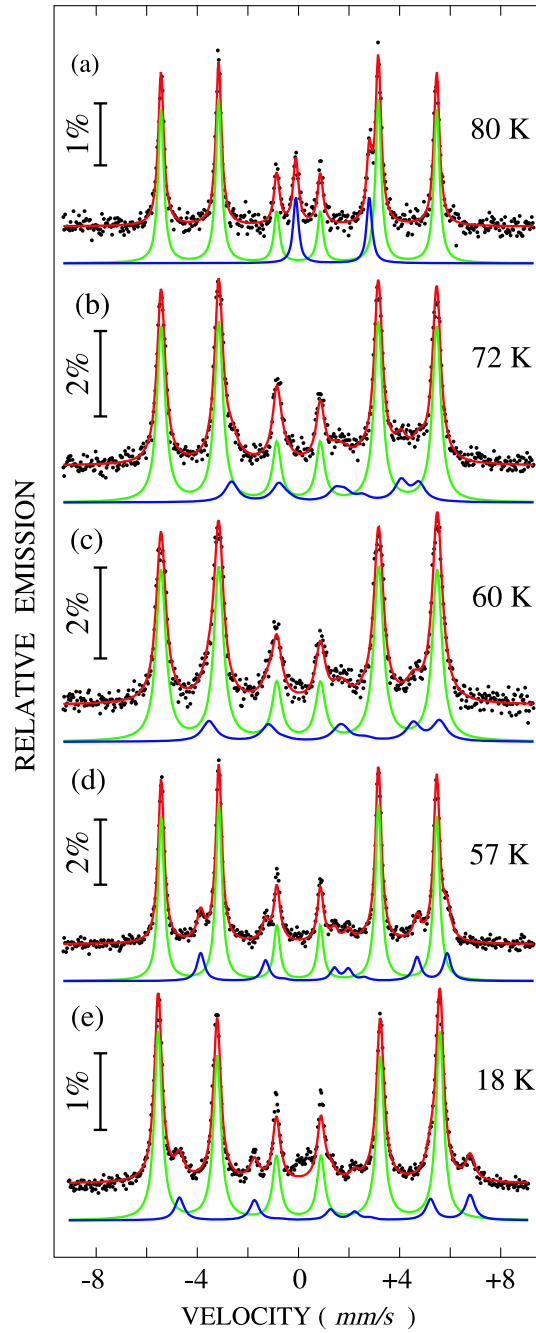 (a)
1%
80 K
(b)
2%
72 K
(c)
2%
60 K
(d)
2%
57 K
(e)
1%
18 K
RELATIVE EMISSION
-8 -4 0 +4 +8
VELOCITY ( mm/s )